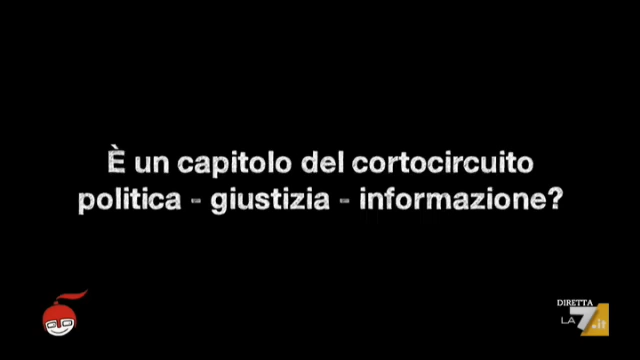 È un capitolo del cortocircuito
politica - giustizia - informazione?
DIRETTA
LA7.it